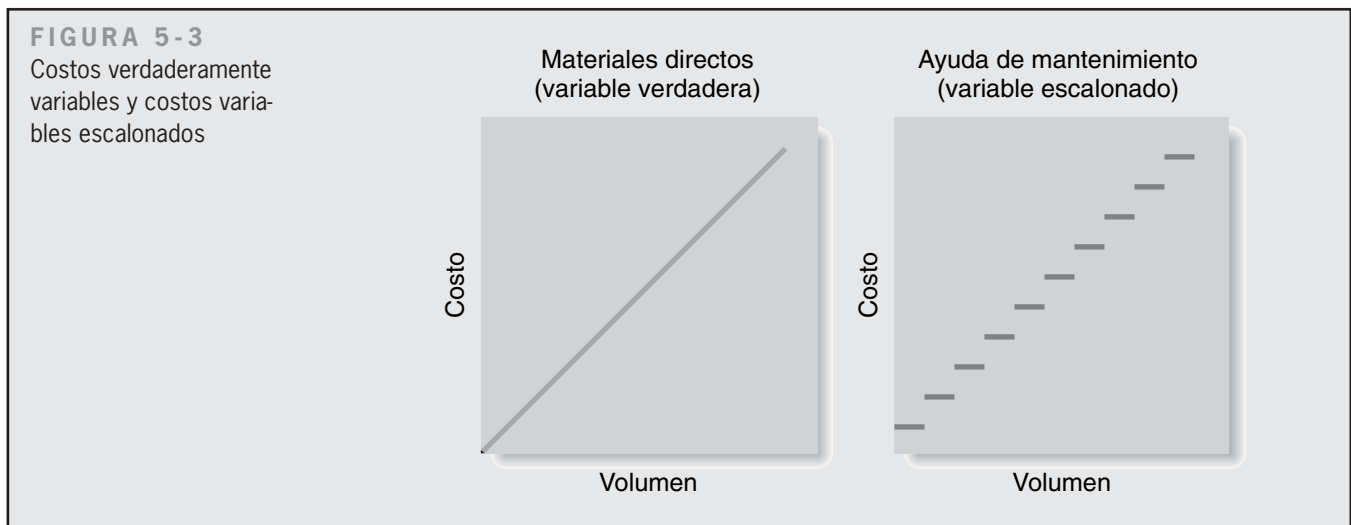 FIGURA 5-3
Costos verdaderamente
variables y costos varia-
bles escalonados
Materiales directos
(variable verdadera)
Costo
Volumen
Ayuda de mantenimiento
(variable escalonado)
Costo
Volumen